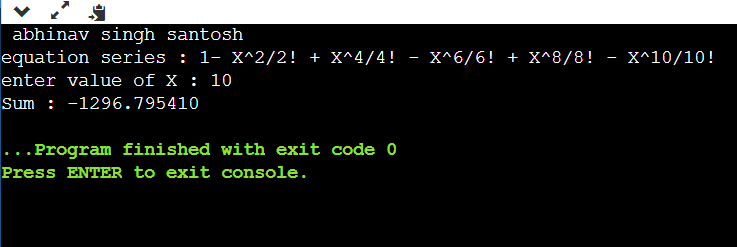 abhinav singh santosh
equation series : 1- X^2/2! + X^4/4! - X^6/6! + X^8/8! - X^10/10!
enter value of X : 10
Sum : -1296.795410
...Program finished with exit code 0
Press ENTER to exit console.